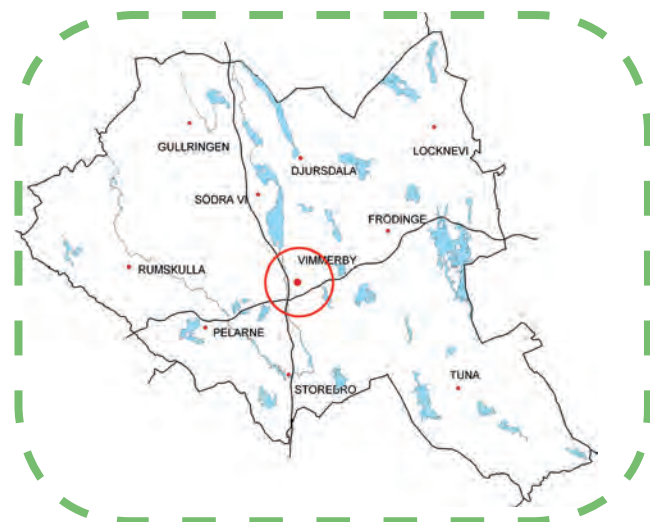 GULLRINGEN
LOCKNEVI
DJURSDALA
SÖDRA VI
FRÖDINGE
VIMMERBY
RUMSKULLA
PELARNE
TUNA
STOREBRO